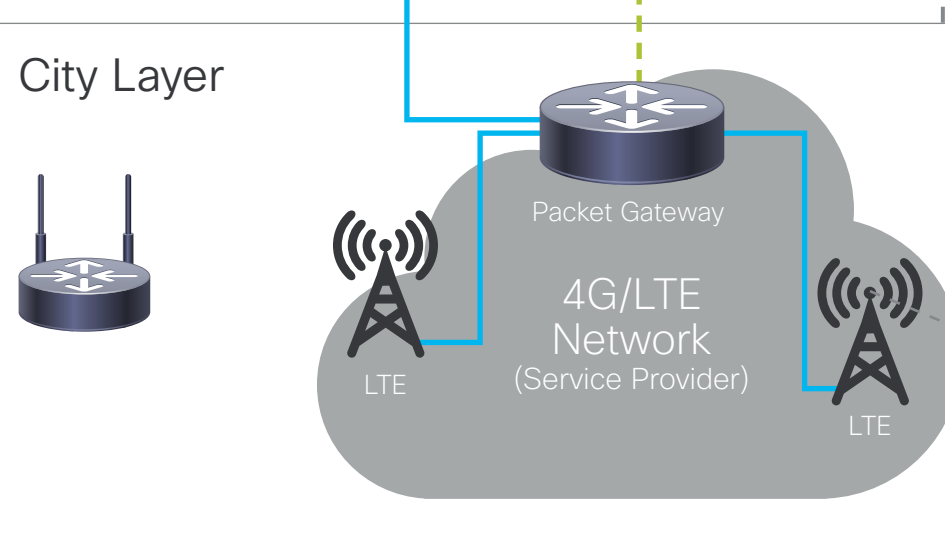 City Layer
Packet Gateway
4G/LTE
Network
(Service Provider)
LTE
LTE